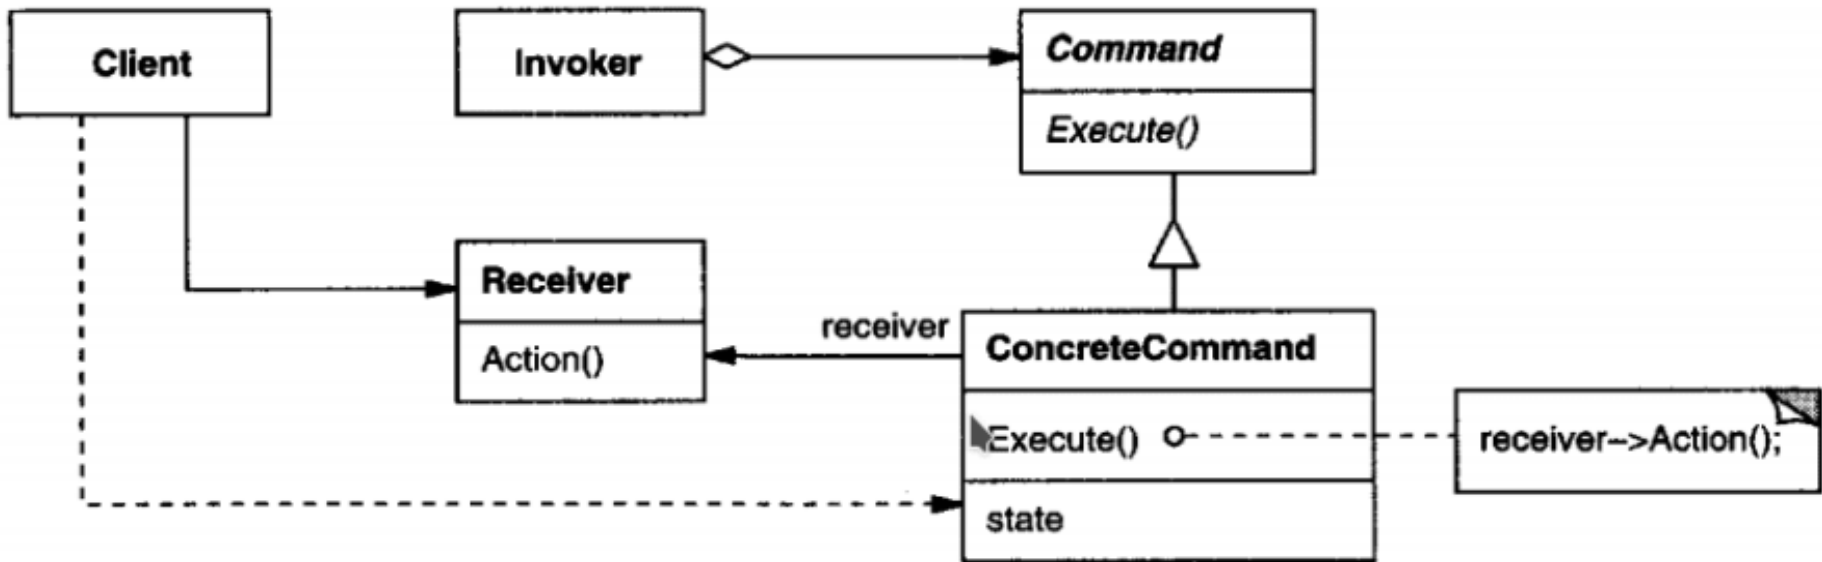 Client
Invoker
Command
Execute()
Receiver
Action()
receiver
ConcreteCommand
Execute()
receiver–>Action();
state